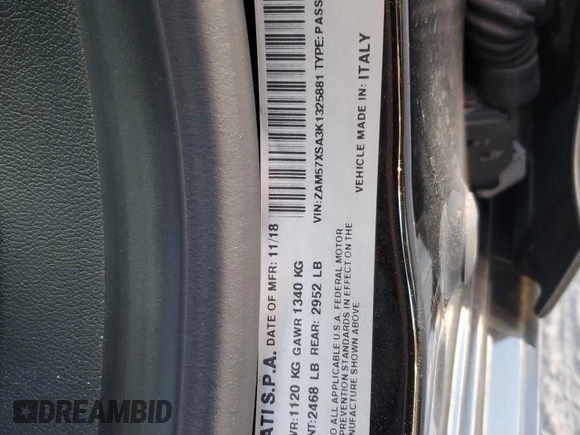 ATI S.P.A. DATE OF MFR: 11/18
WR: 1120 KG GAWR 1340 KG
NT: 2468 LB REAR: 2952 LB
O ALL APPLICABLE U.S.A. FEDERAL MOTOR
PREVENTION STANDARDS IN EFFECT ON THE
NUFACTURE SHOWN ABOVE
VIN: ZAM57XSA3K1325881 TYPE: PASS
VEHICLE MADE IN: ITALY
DREAMBID